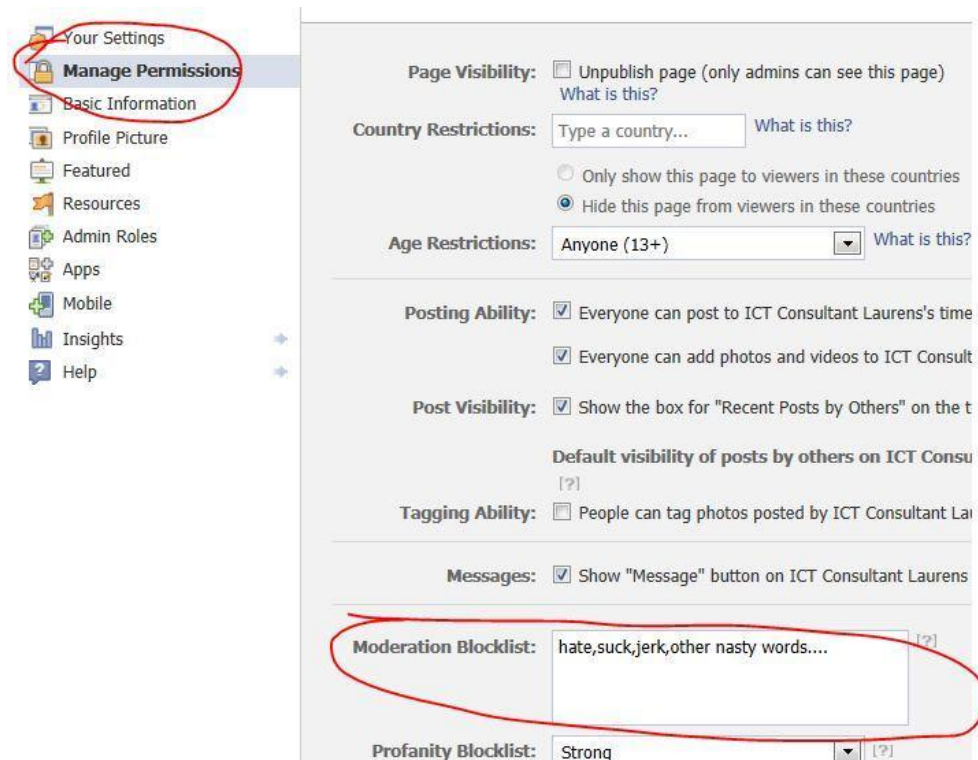 Your Settings
Manage Permissions
Basic Information
Profile Picture
Featured
Resources
Admin Roles
Apps
Mobile
Insights
Help
Page Visibility: Unpublish page (only admins can see this page)
What is this?
Country Restrictions: Type a country... What is this?
Only show this page to viewers in these countries
Hide this page from viewers in these countries
Age Restrictions: Anyone (13+) What is this?
Posting Ability: Everyone can post to ICT Consultant Laurens's time
Everyone can add photos and videos to ICT Consult
Post Visibility: Show the box for "Recent Posts by Others" on the t
Default visibility of posts by others on ICT Consu
[?]
Tagging Ability: People can tag photos posted by ICT Consultant La
Messages: Show "Message" button on ICT Consultant Laurens
Moderation Blocklist: hate,suck,jerk,other nasty words.... [?]
Profanity Blocklist: Strong [?]